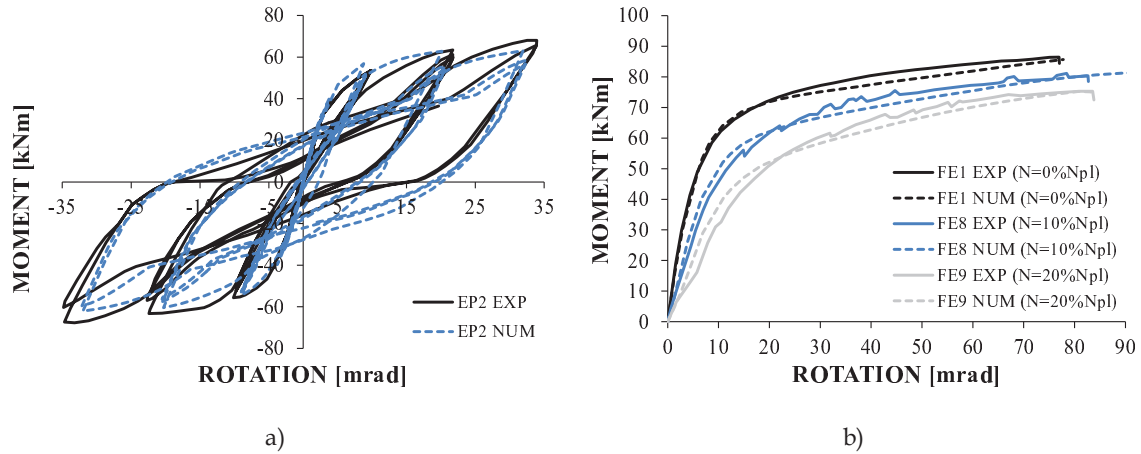 80
60
40
20
0
-20
-40
-60
-80
-35
-25
-15
-5
5
15
25
35
MOMENT [kNm]
ROTATION [mrad]
EP2 EXP
EP2 NUM
a)
100
90
80
70
60
50
40
30
20
10
0
0 10 20 30 40 50 60 70 80 90
MOMENT [kNm]
ROTATION [mrad]
FE1 EXP (N=0%Npl)
FE1 NUM (N=0%Npl)
FE8 EXP (N=10%Npl)
FE8 NUM (N=10%Npl)
FE9 EXP (N=20%Npl)
FE9 NUM (N=20%Npl)
b)